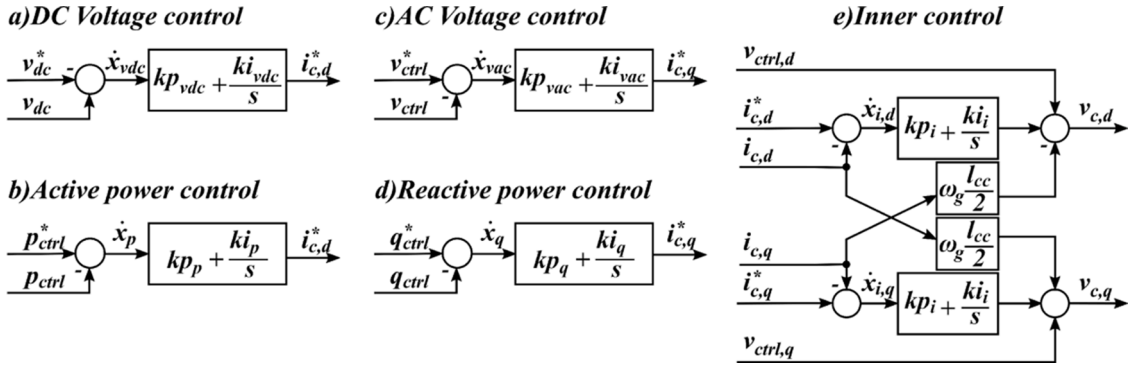 a)DC Voltage control
v*dc
-
ẋvdc
kpvdc + kivdc/s
i*c,d
vdc
b)Active power control
p*ctrl
ẋp
kpp + kip/s
i*c,d
pctrl
-
c)AC Voltage control
v*ctrl
ẋvac
kpvac + kivac/s
i*c,q
vctrl
-
d)Reactive power control
q*ctrl
ẋq
kpq + kiq/s
i*c,q
qctrl
-
e)Inner control
vctrl,d
i*c,d
ẋi,d
kpi + kii/s
vc,d
-
-
ic,d
ωg lcc/2
ωg lcc/2
ic,q
-
i*c,q
ẋi,q
kpi + kii/s
vc,q
vctrl,q